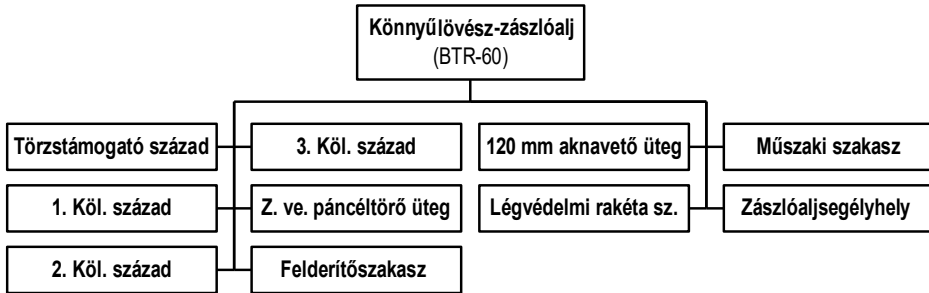 Könnyűlövész-zászlóalj
(BTR-60)
Törzstámogató század
3. Köl. század
120 mm aknavető üteg
Műszaki szakasz
1. Köl. század
Z. ve. páncéltörő üteg
Légvédelmi rakéta sz.
Zászlóaljsegélyhely
2. Köl. század
Felderítőszakasz